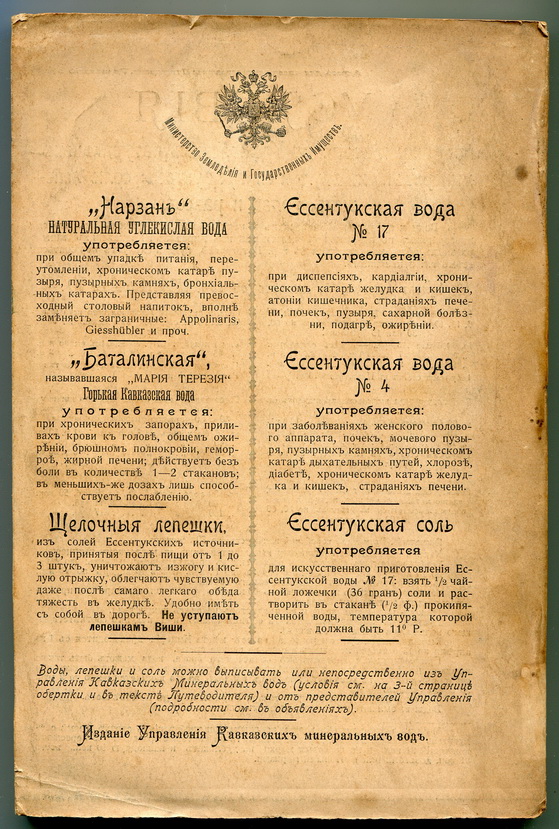 Министерство Земледѣлія и Государственныхъ Имуществъ.
„Нарзанъ“
НАТУРАЛЬНАЯ УГЛЕКИСЛАЯ ВОДА
употребляется:
при общемъ упадкѣ питанія, пере-
утомленіи, хроническомъ катарѣ пу-
зыря, пузырныхъ камняхъ, бронхіаль-
ныхъ катарахъ. Представляя превос-
ходный столовый напитокъ, вполнѣ
замѣняетъ заграничные: Appolinaris,
Giesshübler и проч.
„Баталинская“,
называвшаяся „МАРІЯ ТЕРЕЗІЯ“
Горькая Кавказская вода
употребляется:
при хроническихъ запорахъ, прили-
вахъ крови къ головѣ, общемъ ожи-
рѣніи, брюшномъ полнокровіи, гемор-
роѣ, жирной печени; дѣйствуетъ безъ
боли въ количествѣ 1—2 стакановъ;
въ меньшихъ-же дозахъ лишь способ-
ствуетъ послабленію.
Щелочныя лепешки,
изъ солей Ессентукскихъ источни-
ковъ, принятыя послѣ пищи отъ 1 до
3 штукъ, уничтожаютъ изжогу и кис-
лую отрыжку, облегчаютъ чувствуемую
даже послѣ самаго легкаго обѣда
тяжесть въ желудкѣ. Удобно имѣть
съ собой въ дорогѣ. Не уступаютъ
лепешкамъ Виши.
Ессентукская вода
№ 17
употребляется:
при диспепсіяхъ, кардіалгіи, хрони-
ческомъ катарѣ желудка и кишекъ,
атоніи кишечника, страданіяхъ пече-
ни, почекъ, пузыря, сахарной болѣз-
ни, подагрѣ, ожирѣніи.
Ессентукская вода
№ 4
употребляется:
при заболѣваніяхъ женскаго полово-
го аппарата, почекъ, мочевого пузы-
ря, пузырныхъ камняхъ, хроническомъ
катарѣ дыхательныхъ путей, хлорозѣ,
діабетѣ, хроническомъ катарѣ желуд-
ка и кишекъ, страданіяхъ печени.
Ессентукская соль
употребляется
для искусственнаго приготовленія Ес-
сентукской воды № 17: взять 1/2 чай-
ной ложечки (36 гранъ) соли и рас-
творить въ стаканѣ (1/2 ф.) прокипя-
ченной воды, температура которой
должна быть 11° Р.
Воды, лепешки и соль можно выписывать или непосредственно изъ Уп-
равленія Кавказскихъ Минеральныхъ водъ (условія см. на 3-й страницѣ
обертки и въ текстѣ Путеводителя) и отъ представителей Управленія
(подробности см. въ объявленіяхъ).
Изданіе Управленія Кавказскихъ минеральныхъ водъ.